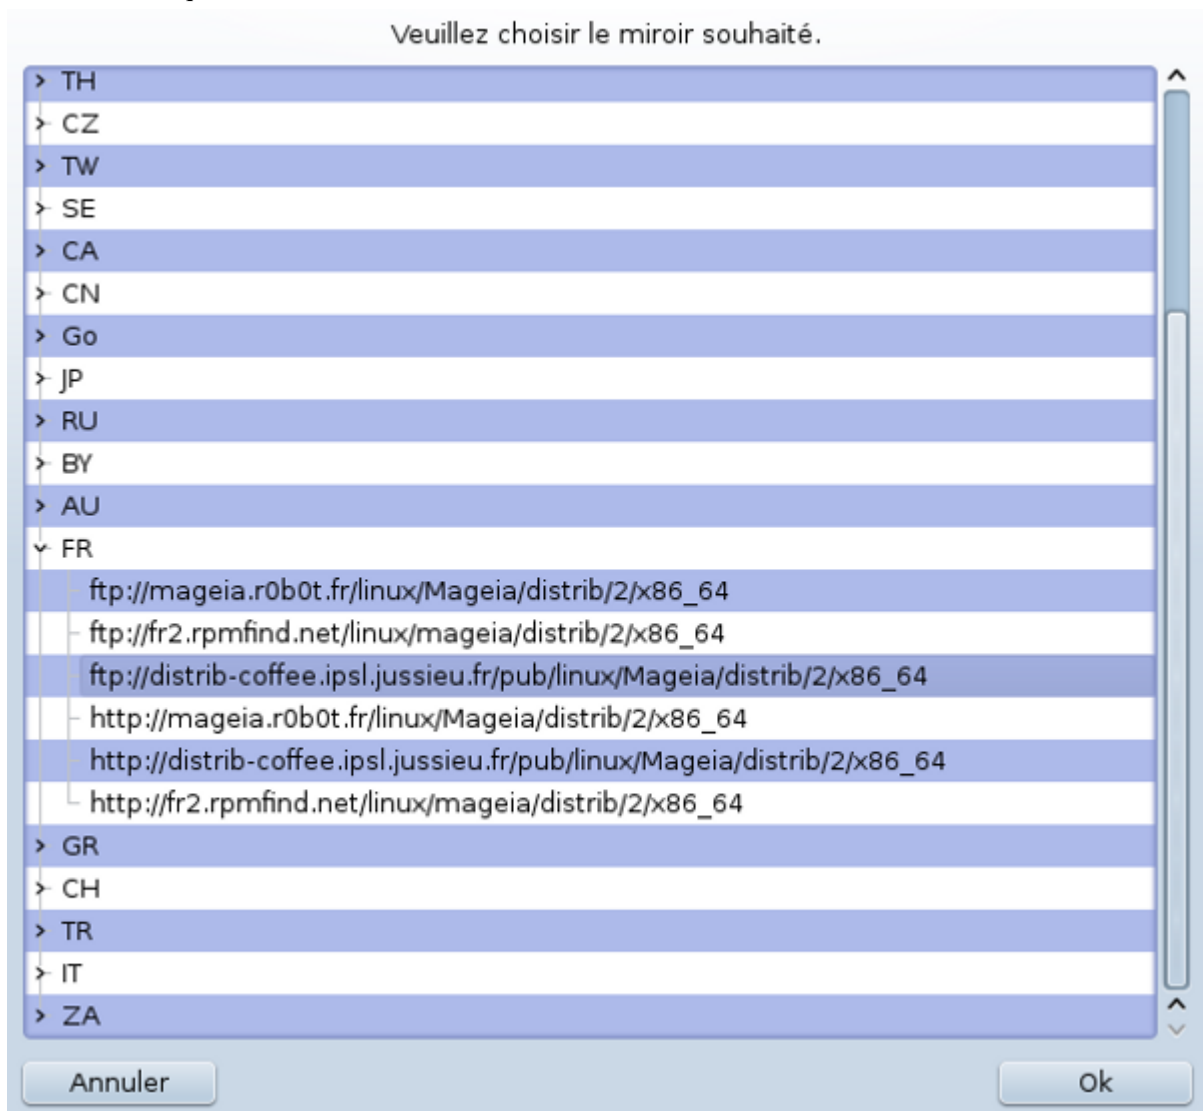 Veuillez choisir le miroir souhaité.
TH
CZ
TW
SE
CA
CN
Go
JP
RU
BY
AU
FR
ftp://mageia.r0b0t.fr/linux/Mageia/distrib/2/x86_64
ftp://fr2.rpmfind.net/linux/mageia/distrib/2/x86_64
ftp://distrib-coffee.ipsl.jussieu.fr/pub/linux/Mageia/distrib/2/x86_64
http://mageia.r0b0t.fr/linux/Mageia/distrib/2/x86_64
http://distrib-coffee.ipsl.jussieu.fr/pub/linux/Mageia/distrib/2/x86_64
http://fr2.rpmfind.net/linux/mageia/distrib/2/x86_64
GR
CH
TR
IT
ZA
Annuler
Ok